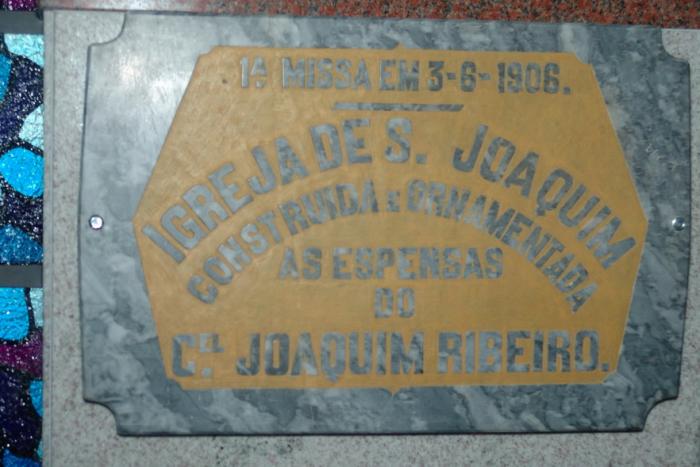 1ª MISSA EM 3-6-1906.
IGREJA DE S. JOAQUIM
CONSTRUIDA E ORNAMENTADA
AS ESPENSAS
DO
Cel. JOAQUIM RIBEIRO.